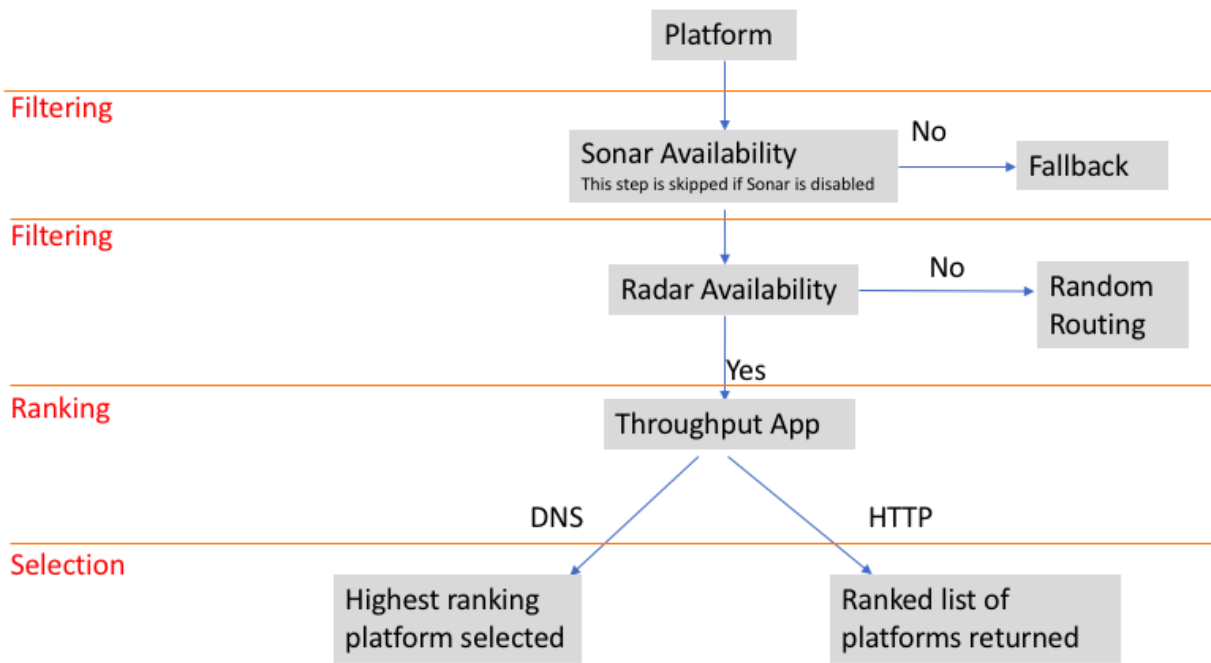 Platform
Filtering
No
Sonar Availability
This step is skipped if Sonar is disabled
Fallback
Filtering
No
Radar Availability
Random
Routing
Yes
Ranking
Throughput App
DNS
HTTP
Selection
Highest ranking
platform selected
Ranked list of
platforms returned